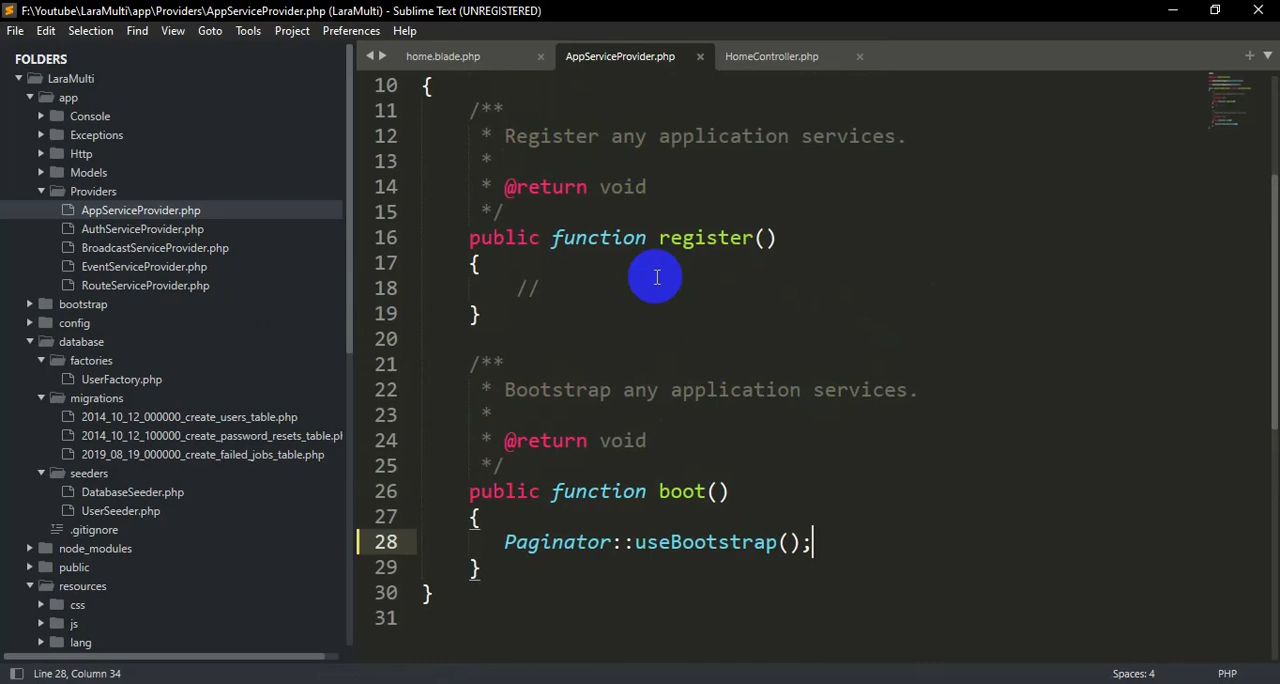 F:\Youtube\LaraMulti\app\Providers\AppServiceProvider.php (LaraMulti) - Sublime Text (UNREGISTERED)
File Edit Selection Find View Goto Tools Project Preferences Help
FOLDERS
LaraMulti
app
Console
Exceptions
Http
Models
Providers
AppServiceProvider.php
AuthServiceProvider.php
BroadcastServiceProvider.php
EventServiceProvider.php
RouteServiceProvider.php
bootstrap
config
database
factories
UserFactory.php
migrations
2014_10_12_000000_create_users_table.php
2014_10_12_100000_create_password_resets_table.ph
2019_08_19_000000_create_failed_jobs_table.php
seeders
DatabaseSeeder.php
UserSeeder.php
.gitignore
node_modules
public
resources
css
js
lang
home.blade.php AppServiceProvider.php HomeController.php
10 {
11 /**
12 * Register any application services.
13 *
14 * @return void
15 */
16 public function register()
17 {
18 //
19 }
20
21 /**
22 * Bootstrap any application services.
23 *
24 * @return void
25 */
26 public function boot()
27 {
28 Paginator::useBootstrap();
29 }
30 }
31
Line 28, Column 34 Spaces: 4 PHP